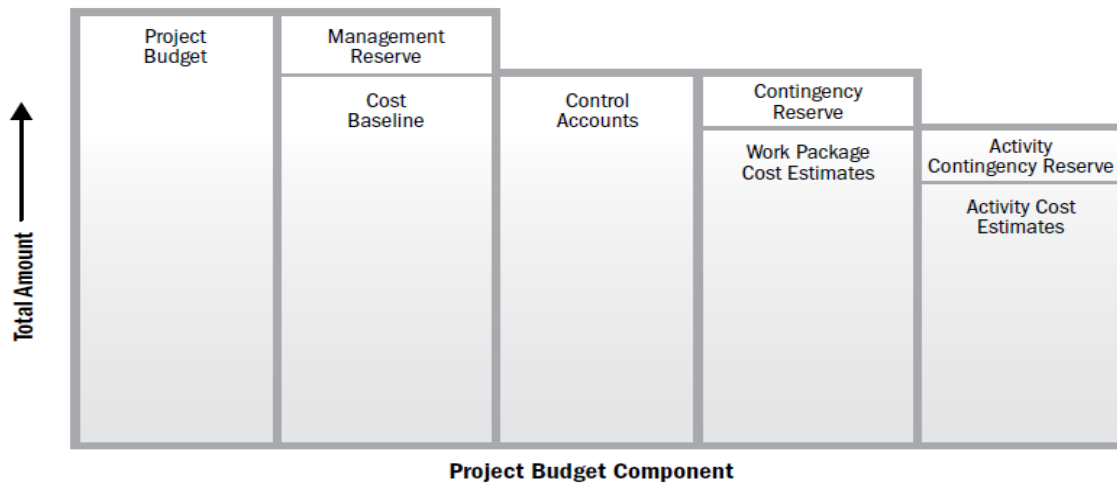 Project
Budget
Management
Reserve
Cost
Baseline
Control
Accounts
Contingency
Reserve
Work Package
Cost Estimates
Activity
Contingency Reserve
Activity Cost
Estimates
Total Amount
Project Budget Component